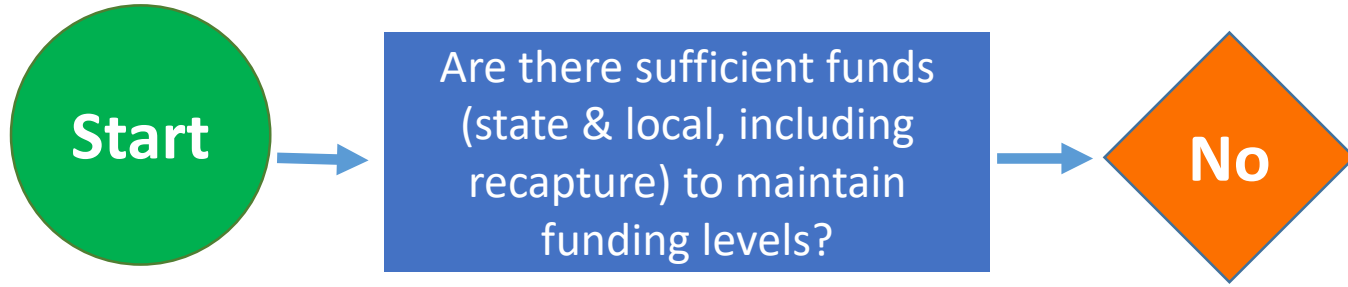 Start
Are there sufficient funds
(state & local, including
recapture) to maintain
funding levels?
No